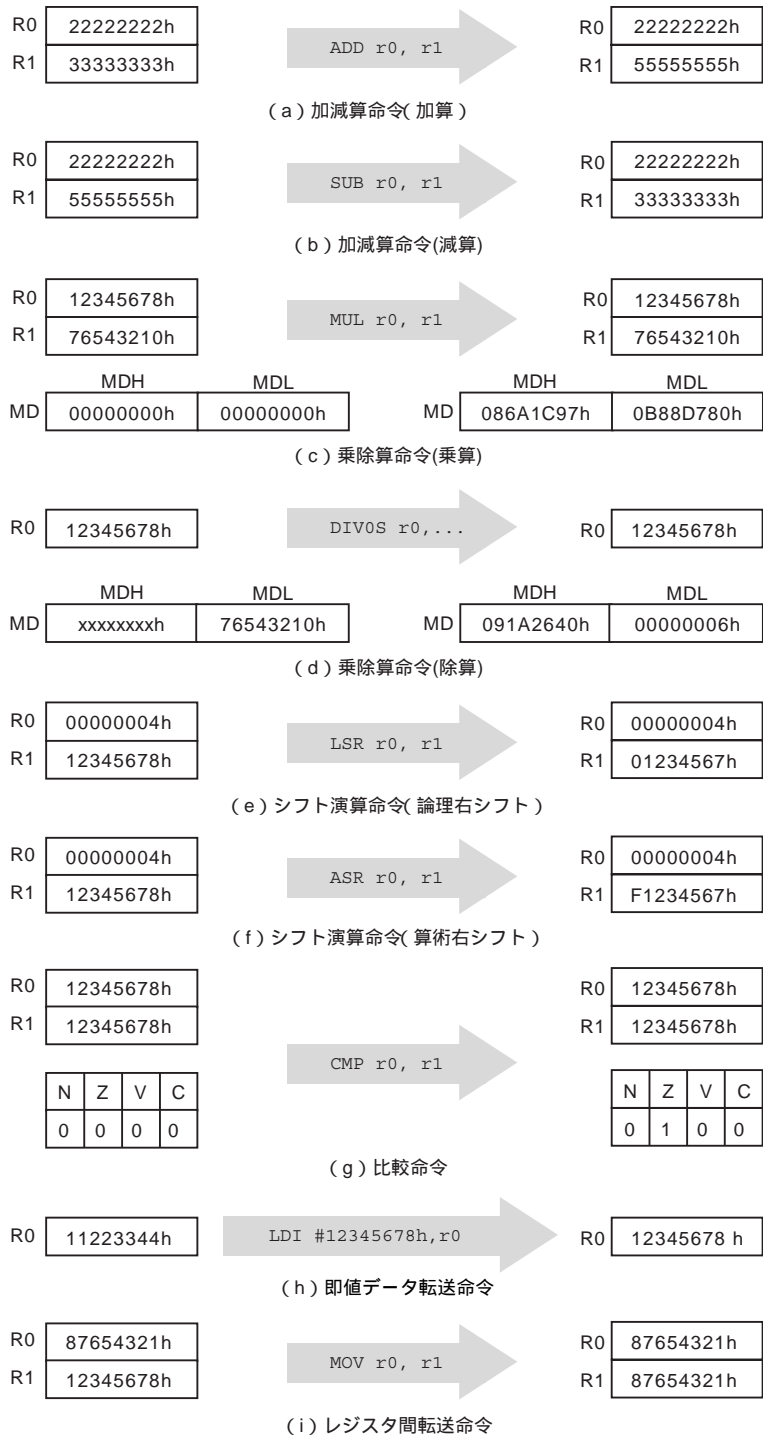 R0 22222222h R0 22222222h
ADD r0, r1
R1 33333333h R1 55555555h
(a)加減算命令(加算)
R0 22222222h R0 22222222h
SUB r0, r1
R1 55555555h R1 33333333h
(b)加減算命令(減算)
R0 12345678h R0 12345678h
MUL r0, r1
R1 76543210h R1 76543210h
MDH MDL MDH MDL
MD 00000000h 00000000h MD 086A1C97h 0B88D780h
(c)乗除算命令(乗算)
R0 12345678h DIV0S r0,... R0 12345678h
MDH MDL MDH MDL
MD xxxxxxxxh 76543210h MD 091A2640h 00000006h
(d)乗除算命令(除算)
R0 00000004h R0 00000004h
LSR r0, r1
R1 12345678h R1 01234567h
(e)シフト演算命令(論理右シフト)
R0 00000004h R0 00000004h
ASR r0, r1
R1 12345678h R1 F1234567h
(f)シフト演算命令(算術右シフト)
R0 12345678h R0 12345678h
R1 12345678h R1 12345678h
CMP r0, r1
N Z V C N Z V C
0 0 0 0 0 1 0 0
(g)比較命令
R0 11223344h LDI #12345678h,r0 R0 12345678 h
(h)即値データ転送命令
R0 87654321h R0 87654321h
MOV r0, r1
R1 12345678h R1 87654321h
(i)レジスタ間転送命令